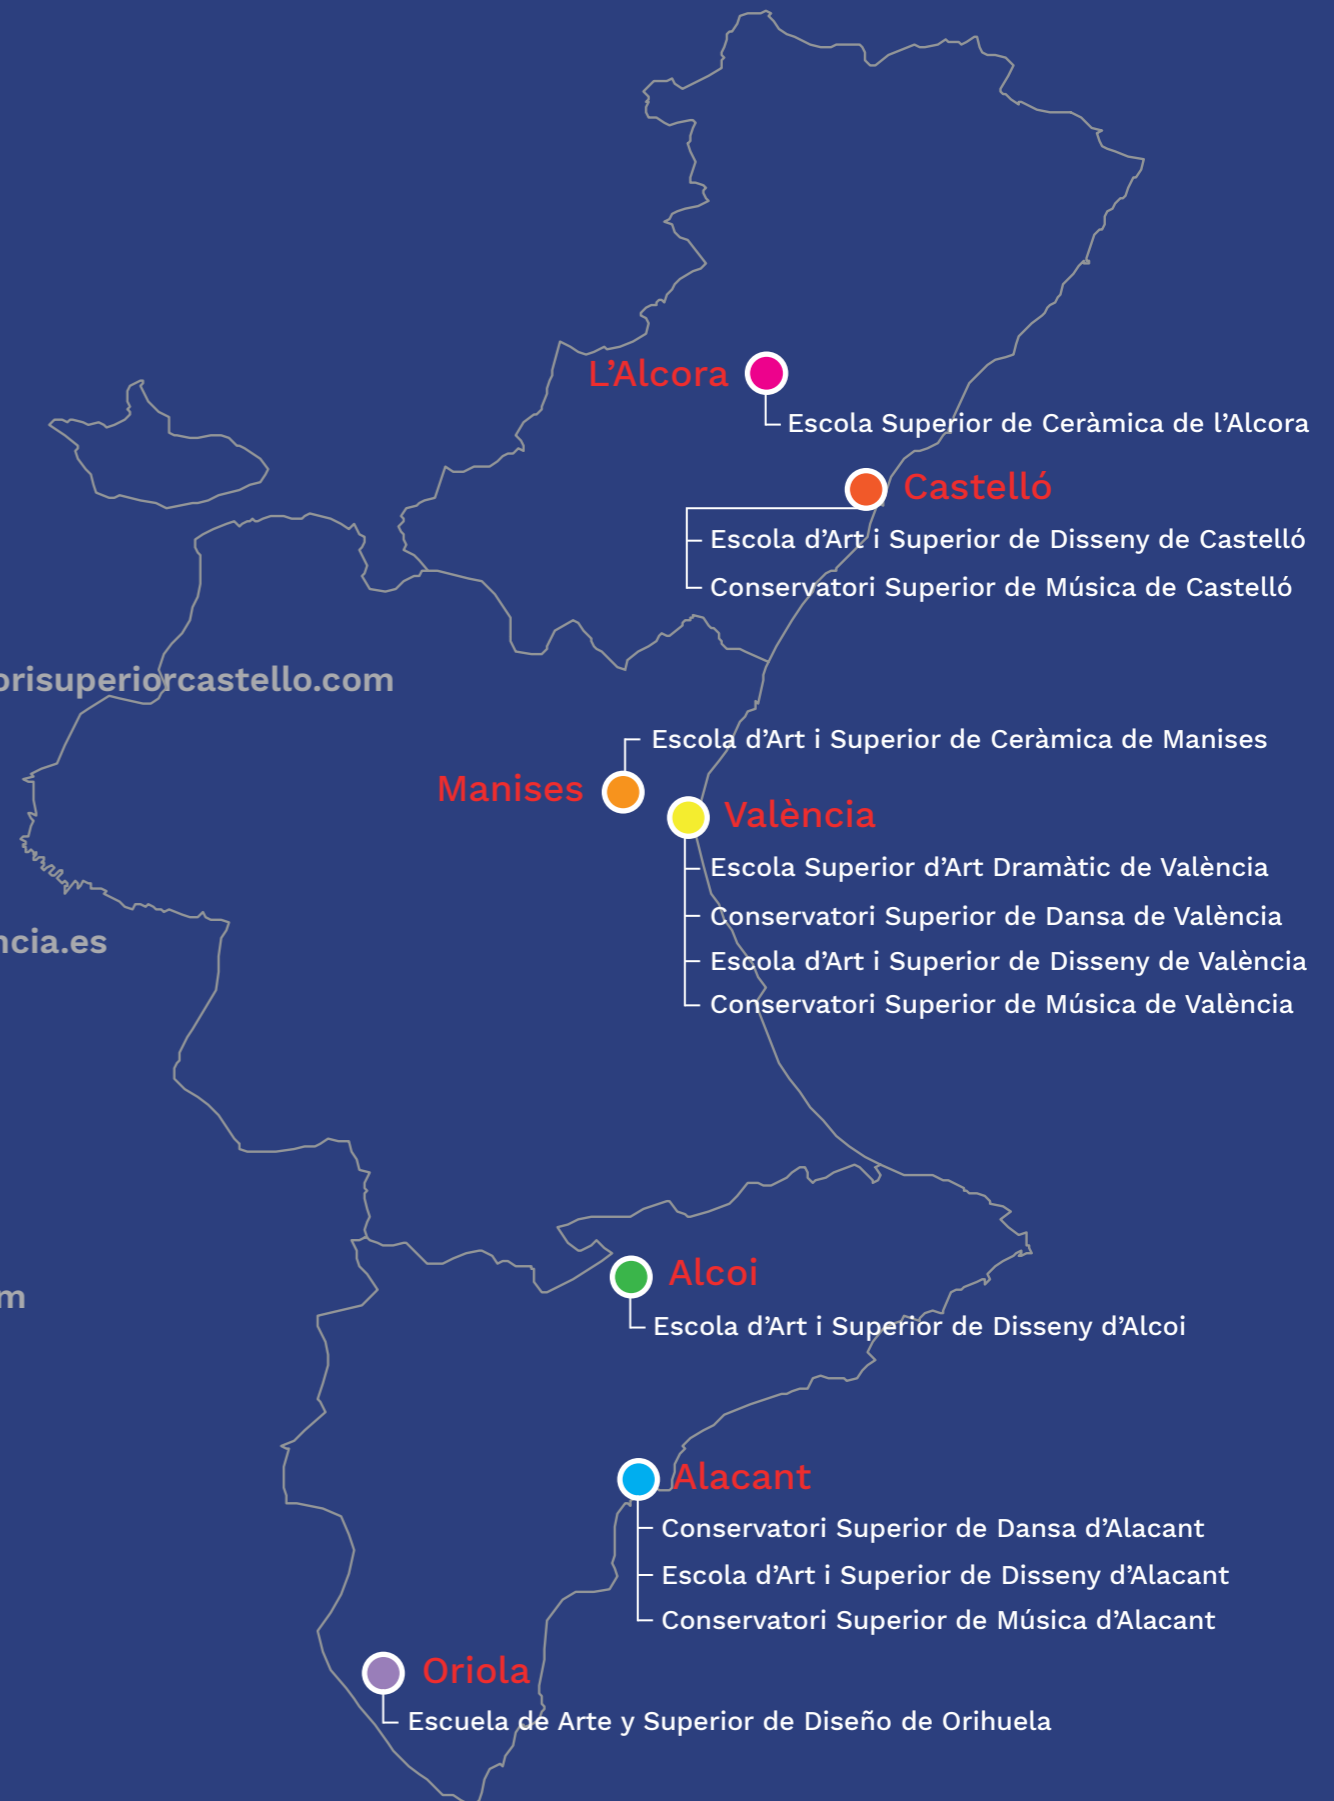 L’Alcora
Escola Superior de Ceràmica de l’Alcora
Castelló
Escola d’Art i Superior de Disseny de Castelló
Conservatori Superior de Música de Castelló
orisuperiorcastello.com
Escola d’Art i Superior de Ceràmica de Manises
Manises
València
Escola Superior d’Art Dramàtic de València
Conservatori Superior de Dansa de València
ncia.es
Escola d’Art i Superior de Disseny de València
Conservatori Superior de Música de València
Alcoi
m
Escola d’Art i Superior de Disseny d’Alcoi
Alacant
Conservatori Superior de Dansa d’Alacant
Escola d’Art i Superior de Disseny d’Alacant
Conservatori Superior de Música d’Alacant
Oriola
Escuela de Arte y Superior de Diseño de Orihuela